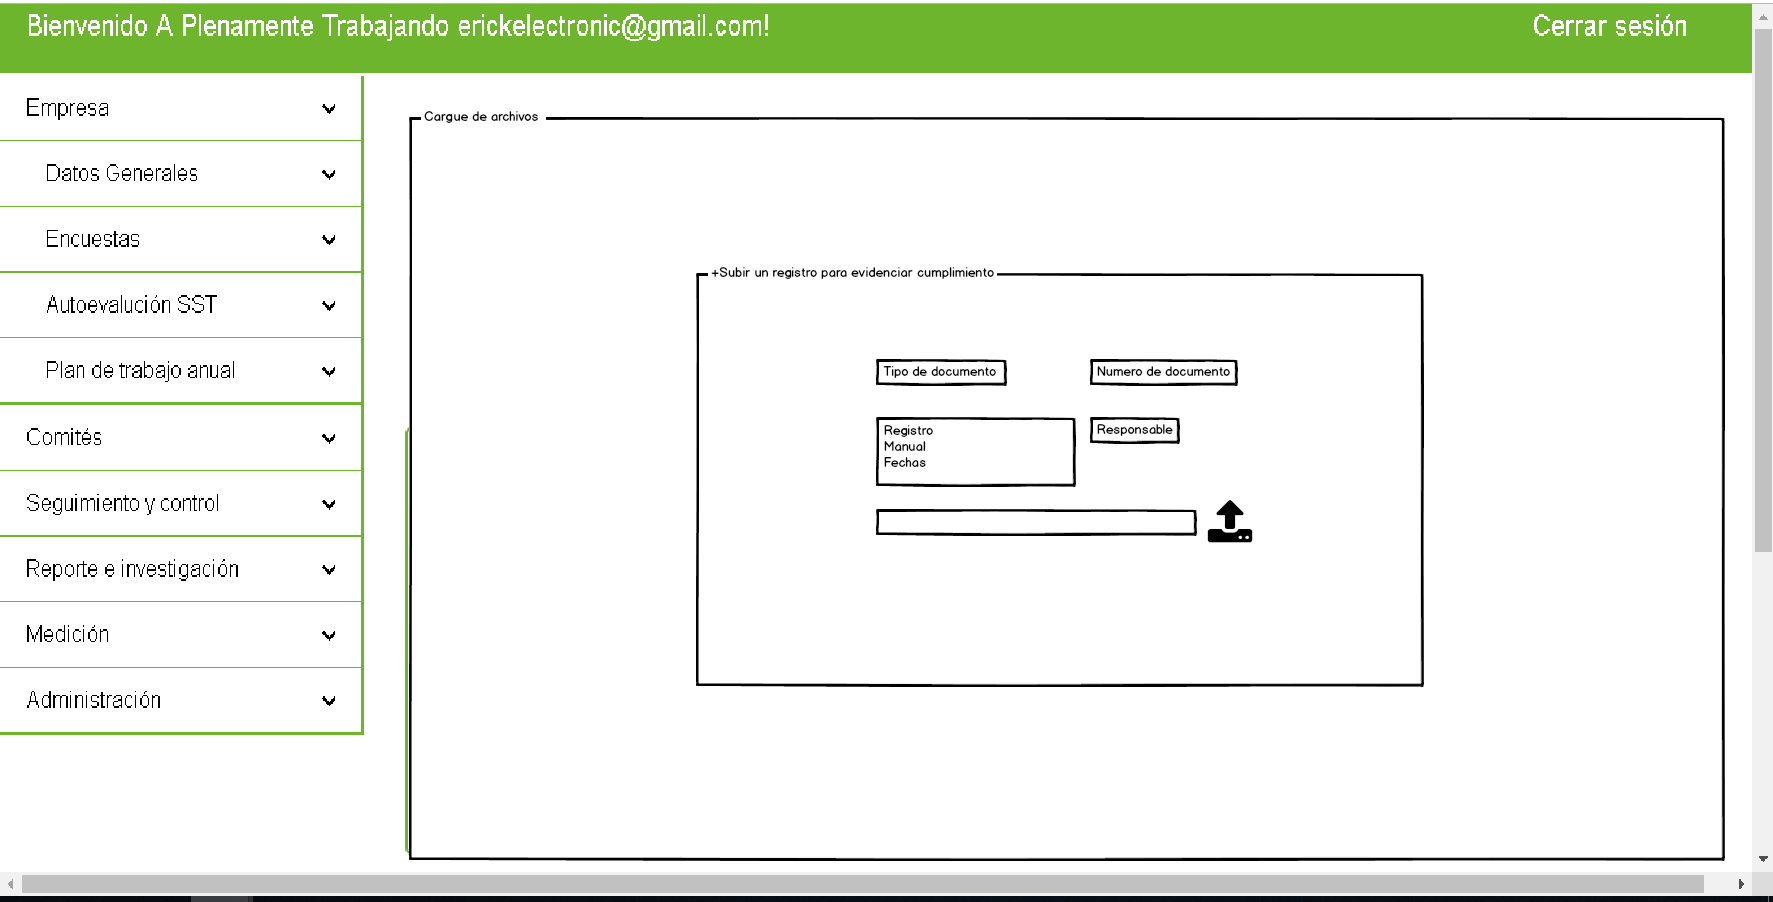 Bienvenido A Plenamente Trabajando erickelectronic@gmail.com!
Cerrar sesión
Empresa
Datos Generales
Encuestas
Autoevalución SST
Plan de trabajo anual
Comités
Seguimiento y control
Reporte e investigación
Medición
Administración
Cargue de archivos
+Subir un registro para evidenciar cumplimiento
Tipo de documento
Numero de documento
Registro
Manual
Fechas
Responsable